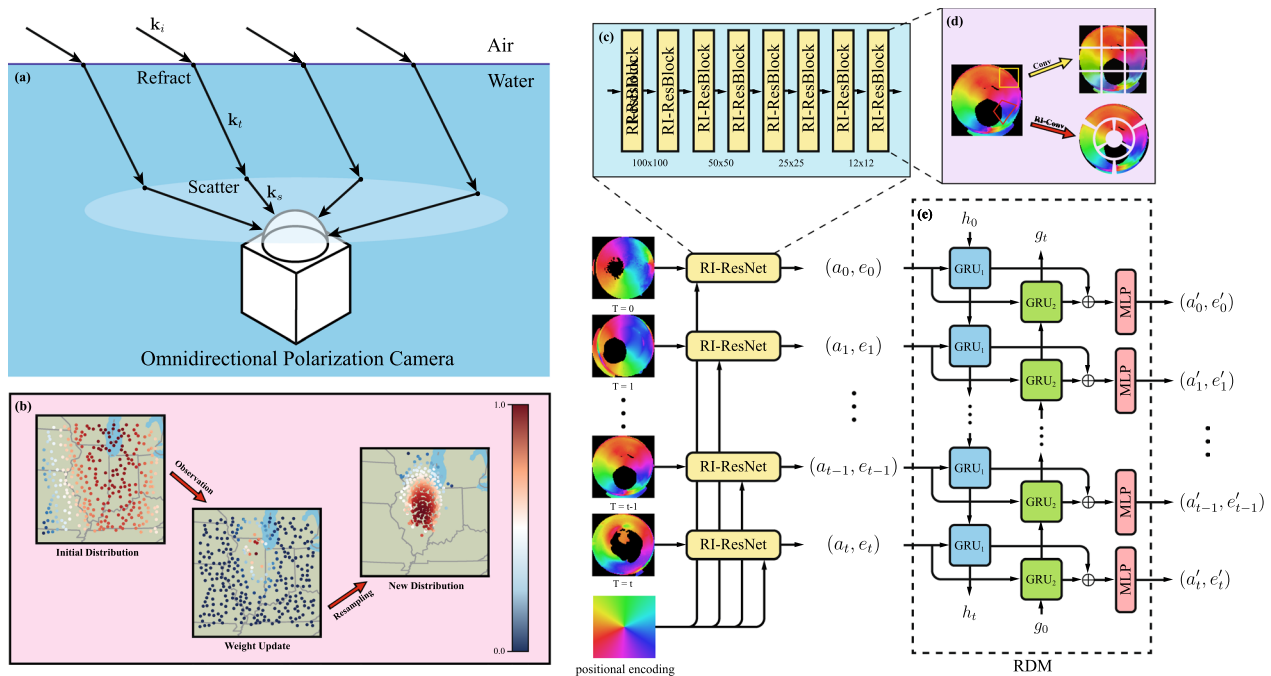 k_i
Air
(a)
Refract
Water
k_t
Scatter
k_s
Omnidirectional Polarization Camera
(b)
1.0
Observation
Initial Distribution
New Distribution
Resampling
Weight Update
0.0
(c)
RI-ResBlock
RI-ResBlock
RI-ResBlock
RI-ResBlock
RI-ResBlock
RI-ResBlock
RI-ResBlock
RI-ResBlock
100x100
50x50
25x25
12x12
(d)
Conv
RI-Conv
T = 0
RI-ResNet
(a_0, e_0)
T = 1
RI-ResNet
(a_1, e_1)
T = t-1
RI-ResNet
(a_{t-1}, e_{t-1})
T = t
RI-ResNet
(a_t, e_t)
positional encoding
(e)
h_0
g_t
GRU_1
GRU_2
MLP
(a'_0, e'_0)
GRU_1
GRU_2
MLP
(a'_1, e'_1)
GRU_1
GRU_2
MLP
(a'_{t-1}, e'_{t-1})
GRU_1
GRU_2
MLP
(a'_t, e'_t)
h_t
g_0
RDM